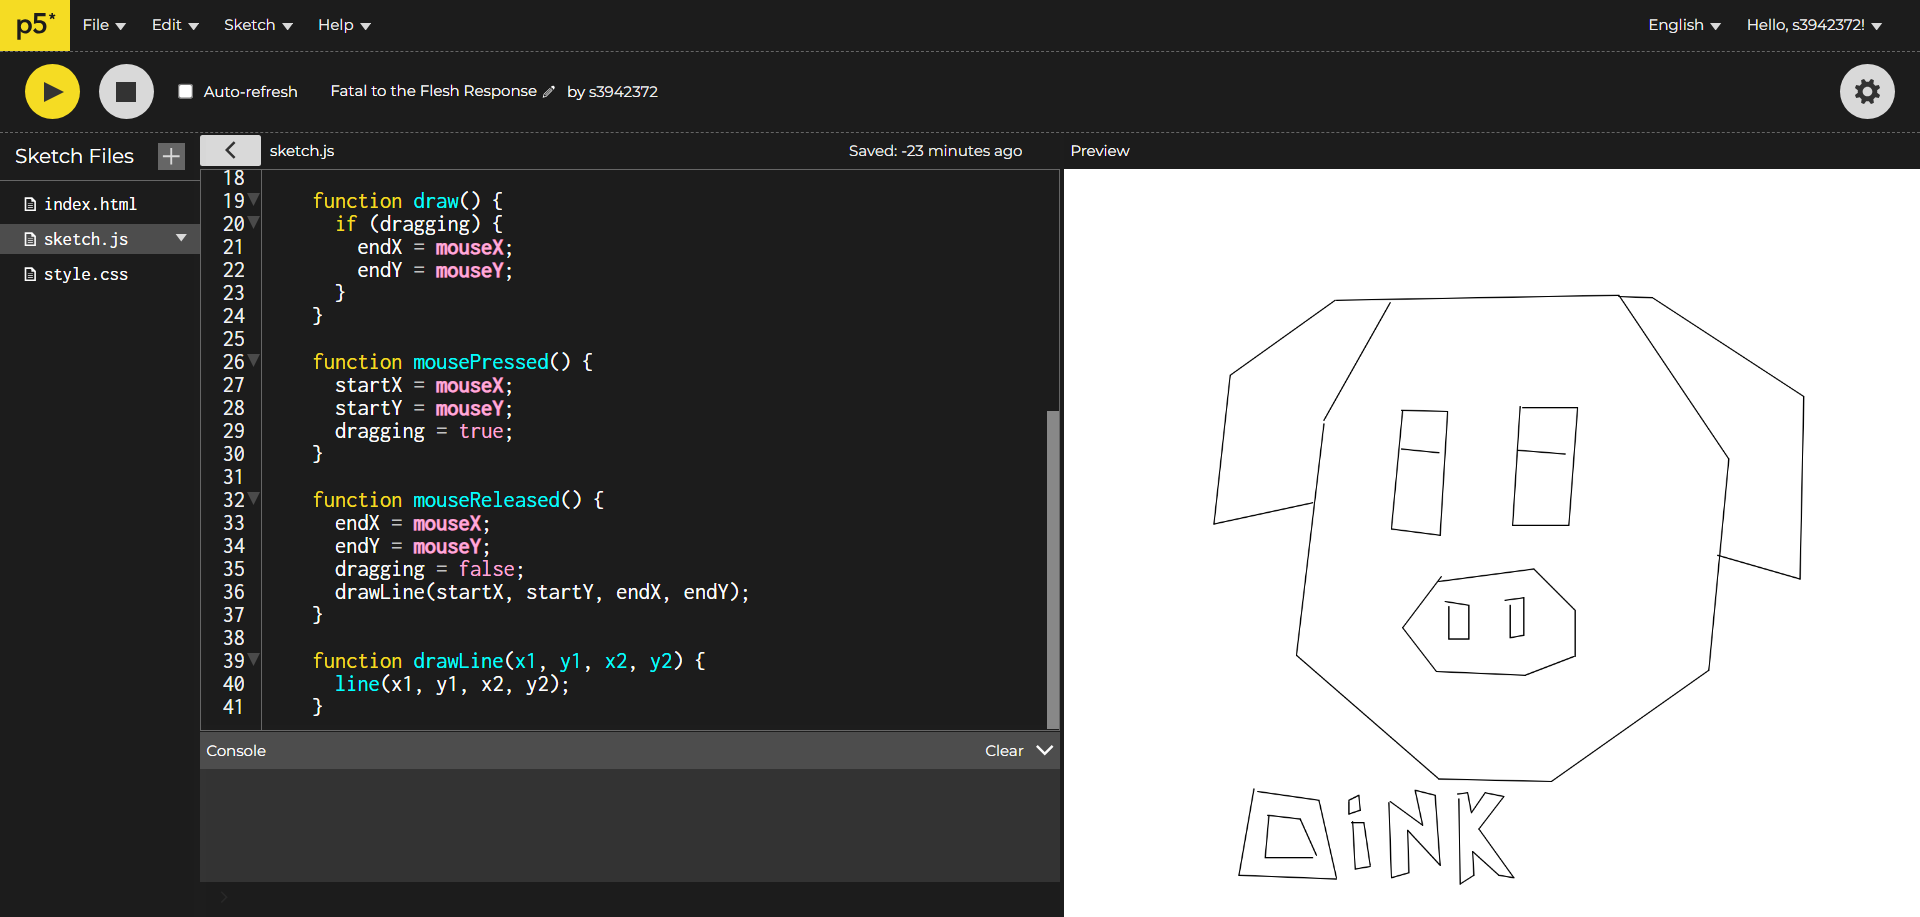 p5* File Edit Sketch Help English Hello, s3942372!
Auto-refresh Fatal to the Flesh Response by s3942372
Sketch Files + sketch.js Saved: -23 minutes ago Preview
index.html
sketch.js
style.css
18
19 function draw() {
20 if (dragging) {
21 endX = mouseX;
22 endY = mouseY;
23 }
24 }
25
26 function mousePressed() {
27 startX = mouseX;
28 startY = mouseY;
29 dragging = true;
30 }
31
32 function mouseReleased() {
33 endX = mouseX;
34 endY = mouseY;
35 dragging = false;
36 drawLine(startX, startY, endX, endY);
37 }
38
39 function drawLine(x1, y1, x2, y2) {
40 line(x1, y1, x2, y2);
41 }
Console Clear
OiNK